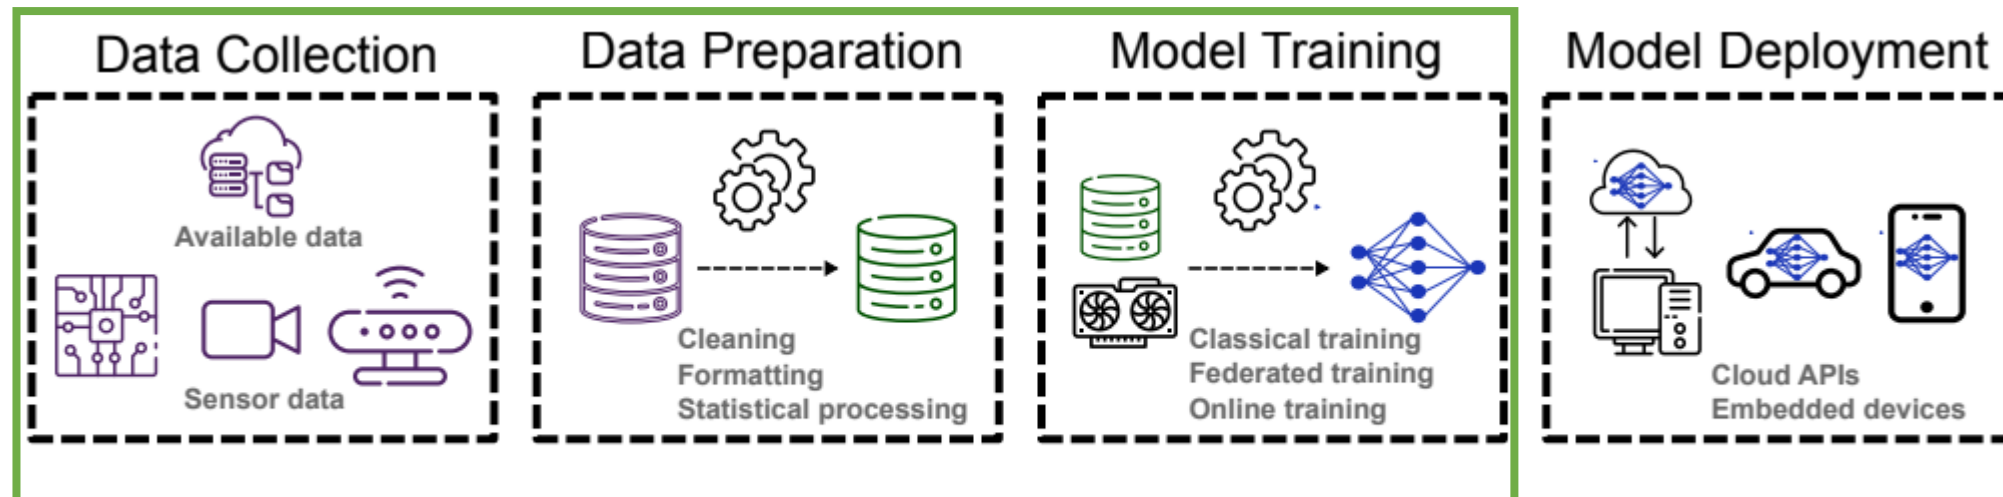 Data Collection
Available data
Sensor data
Data Preparation
Cleaning
Formatting
Statistical processing
Model Training
Classical training
Federated training
Online training
Model Deployment
Cloud APIs
Embedded devices